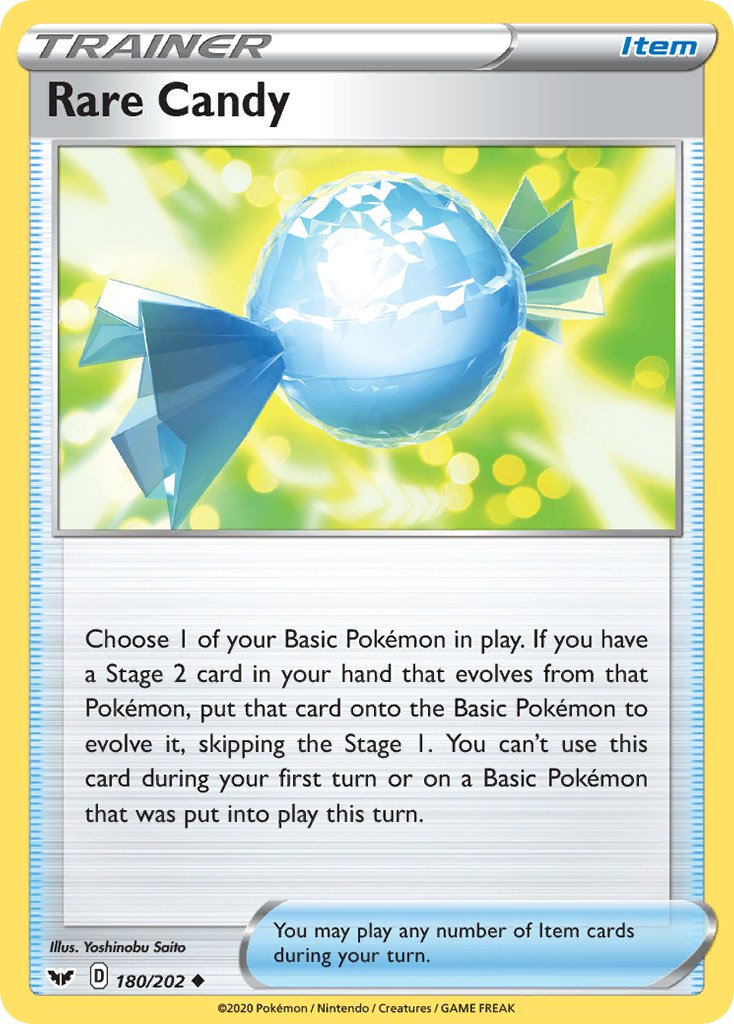 TRAINER
Item
Rare Candy
Choose 1 of your Basic Pokémon in play. If you have
a Stage 2 card in your hand that evolves from that
Pokémon, put that card onto the Basic Pokémon to
evolve it, skipping the Stage 1. You can't use this
card during your first turn or on a Basic Pokémon
that was put into play this turn.
Illus. Yoshinobu Saito
You may play any number of Item cards
during your turn.
D 180/202
©2020 Pokémon / Nintendo / Creatures / GAME FREAK